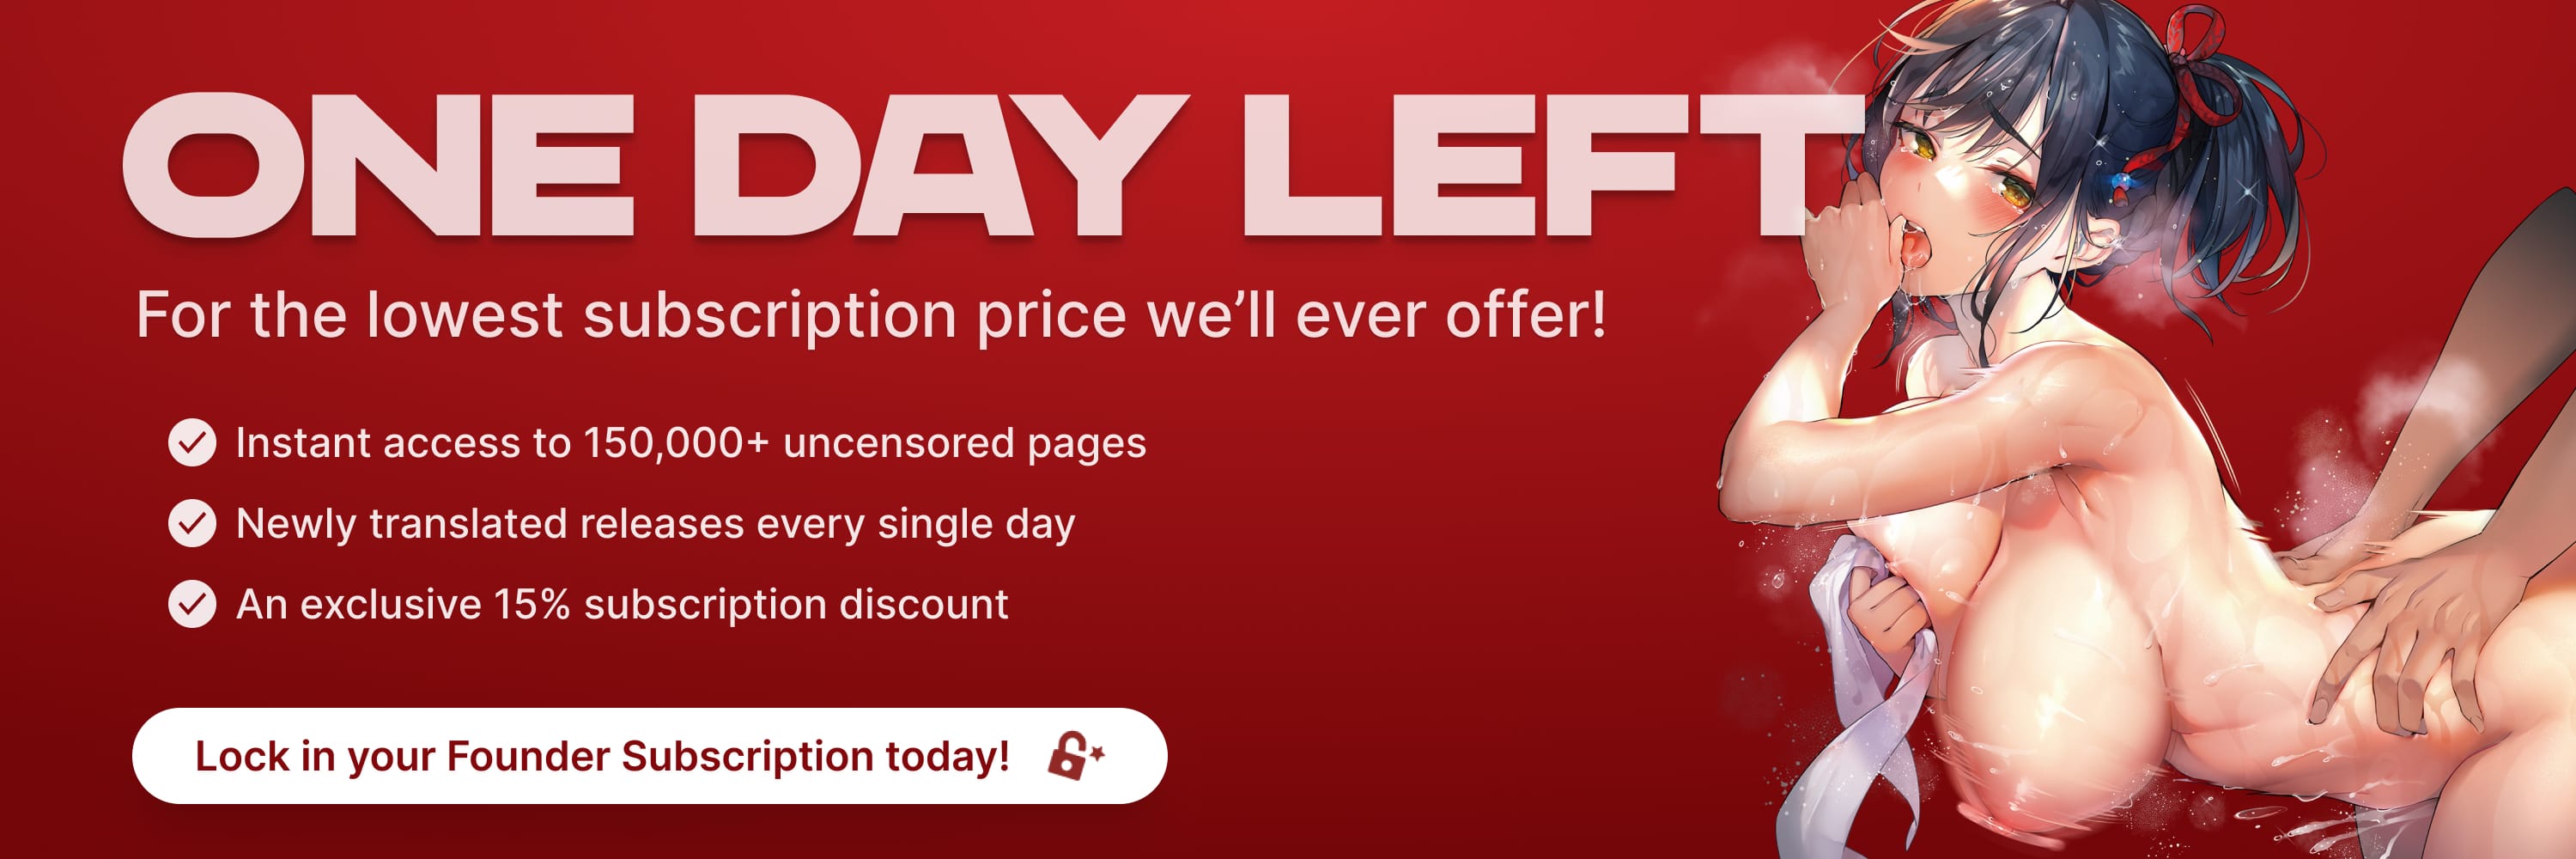 ONE DAY LEFT
For the lowest subscription price we’ll ever offer!
Instant access to 150,000+ uncensored pages
Newly translated releases every single day
An exclusive 15% subscription discount
Lock in your Founder Subscription today!